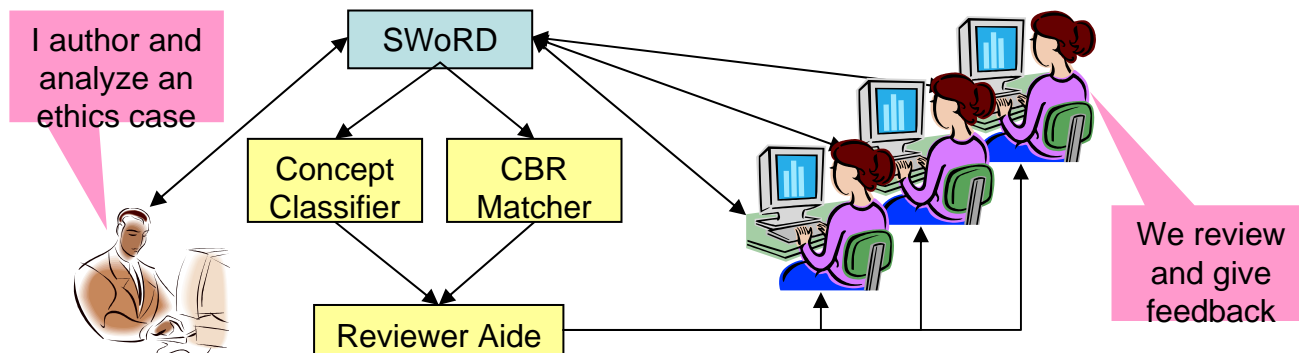 I author and
analyze an
ethics case
SWoRD
Concept
Classifier
CBR
Matcher
Reviewer Aide
We review
and give
feedback